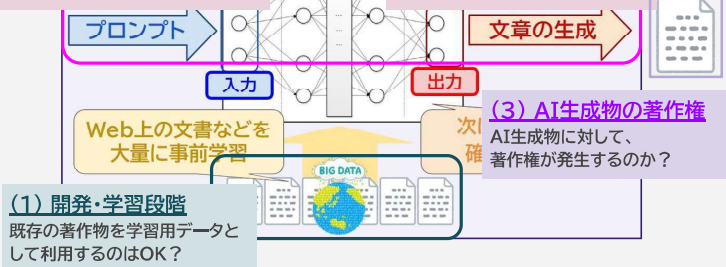 プロンプト
文章の生成
入力
出力
(3) AI生成物の著作権
AI生成物に対して、
著作権が発生するのか？
Web上の文書などを
大量に事前学習
次に
確
BIG DATA
(1) 開発・学習段階
既存の著作物を学習用データと
して利用するのはOK？